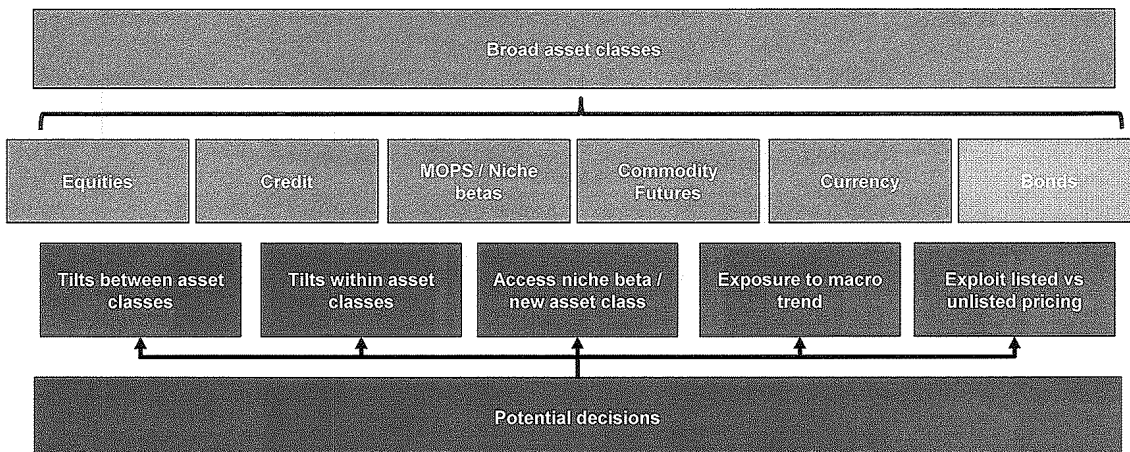 Broad asset classes
Equities
Credit
MOPS / Niche
betas
Commodity
Futures
Currency
Bonds
Tilts between asset
classes
Tilts within asset
classes
Access niche beta /
new asset class
Exposure to macro
trend
Exploit listed vs
unlisted pricing
Potential decisions